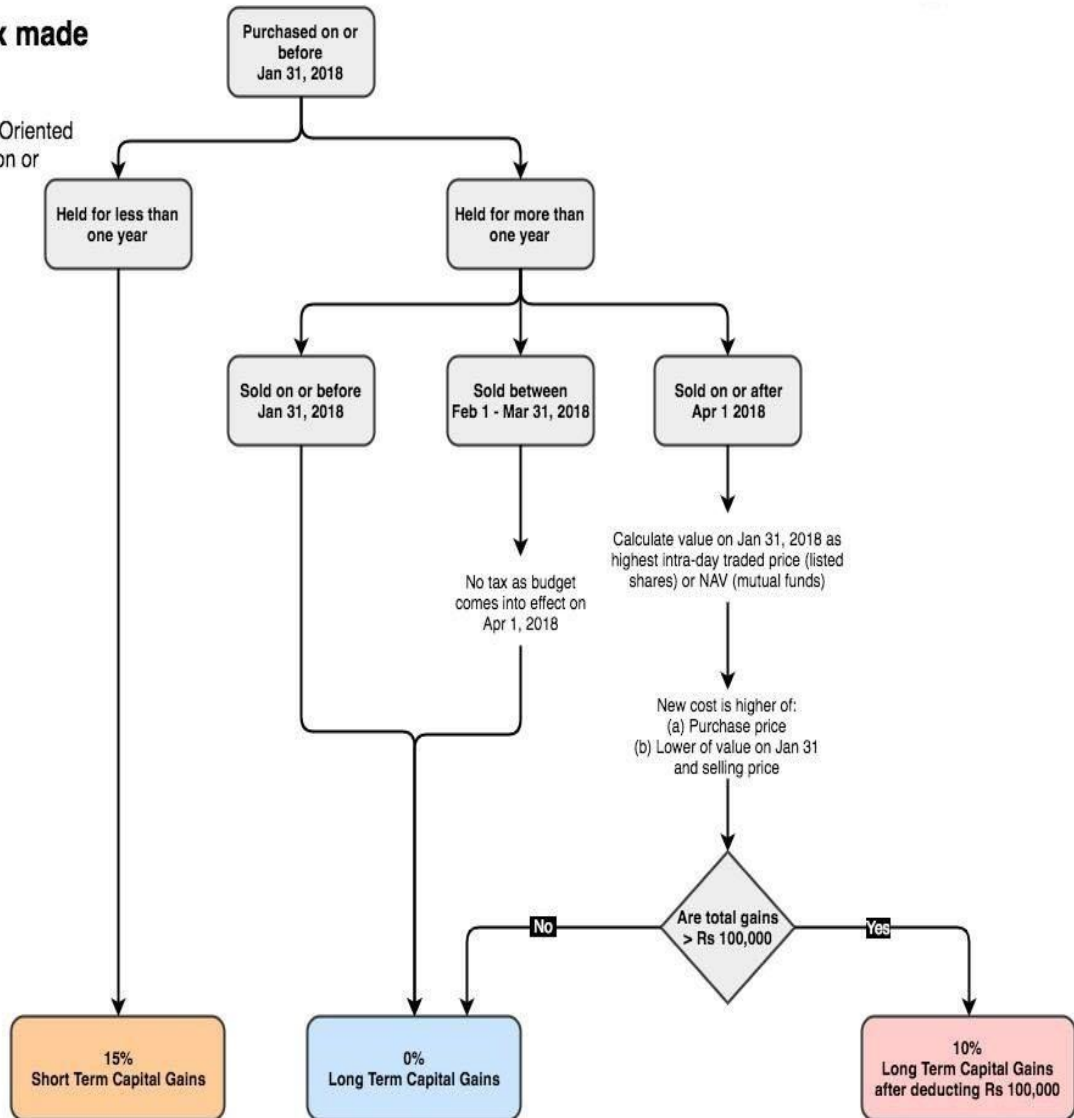 x made
Oriented
on or
Purchased on or
before
Jan 31, 2018
Held for less than
one year
Held for more than
one year
Sold on or before
Jan 31, 2018
Sold between
Feb 1 - Mar 31, 2018
Sold on or after
Apr 1 2018
No tax as budget
comes into effect on
Apr 1, 2018
Calculate value on Jan 31, 2018 as
highest intra-day traded price (listed
shares) or NAV (mutual funds)
New cost is higher of:
(a) Purchase price
(b) Lower of value on Jan 31
and selling price
Are total gains
> Rs 100,000
No
Yes
15%
Short Term Capital Gains
0%
Long Term Capital Gains
10%
Long Term Capital Gains
after deducting Rs 100,000